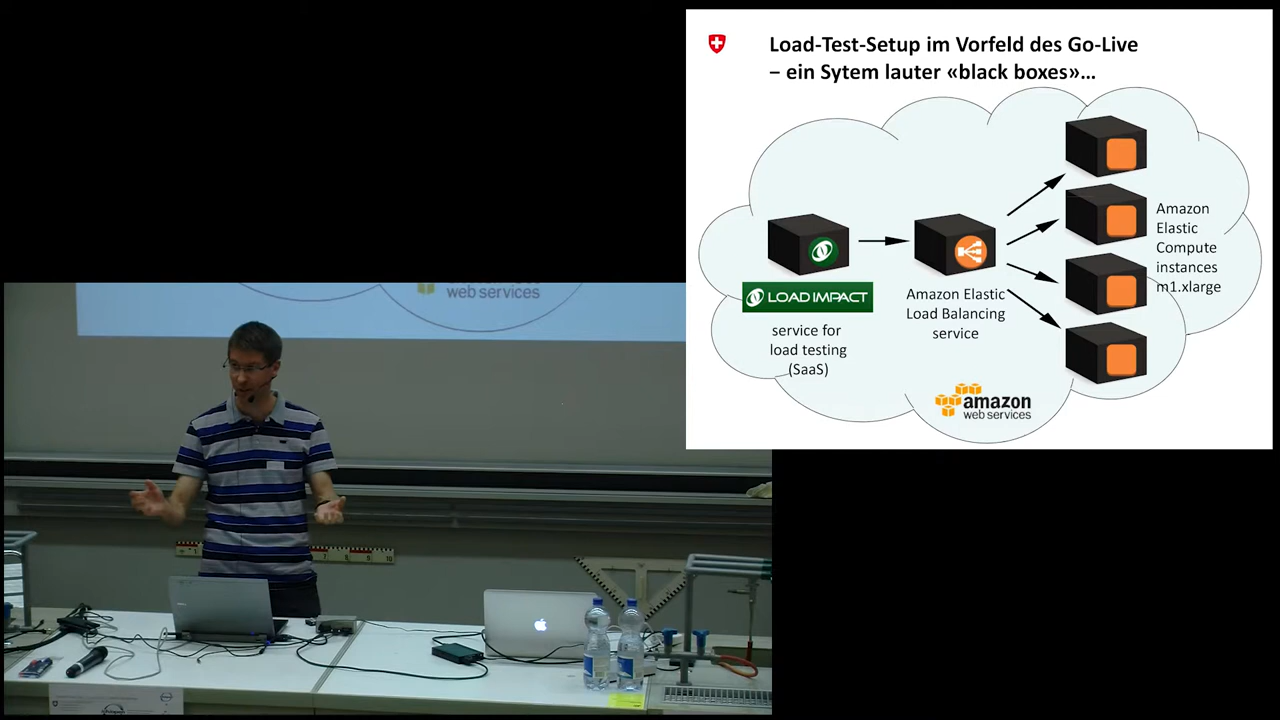 Load-Test-Setup im Vorfeld des Go-Live
– ein Sytem lauter «black boxes»...
LOAD IMPACT
service for
load testing
(SaaS)
Amazon Elastic
Load Balancing
service
Amazon
Elastic
Compute
instances
m1.xlarge
amazon
web services
web services